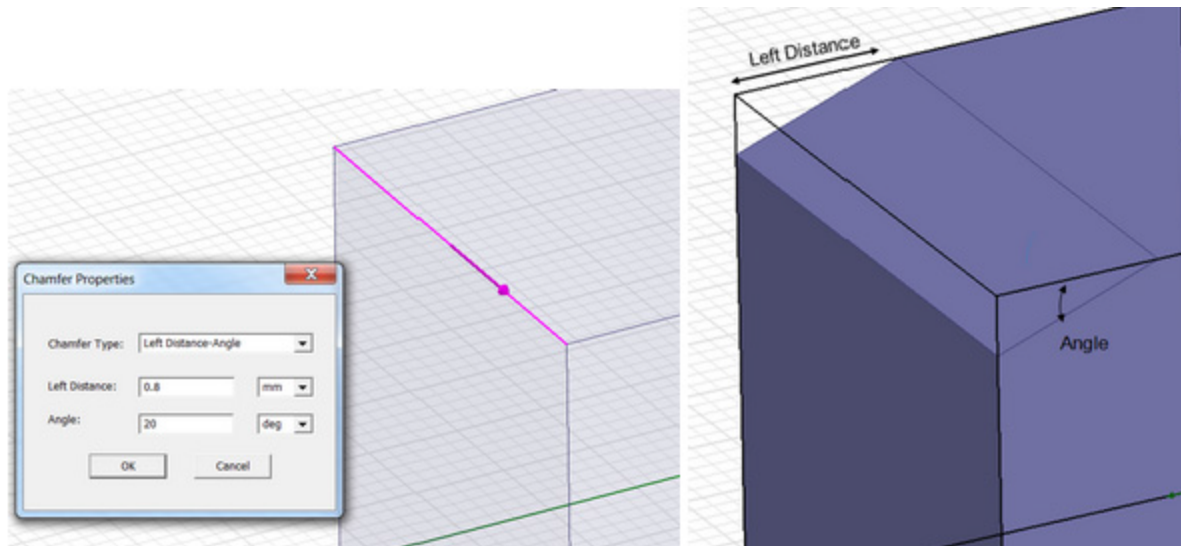 Chamfer Properties
Chamfer Type: Left Distance-Angle
Left Distance: 0.8 mm
Angle: 20 deg
OK Cancel
Left Distance
Angle